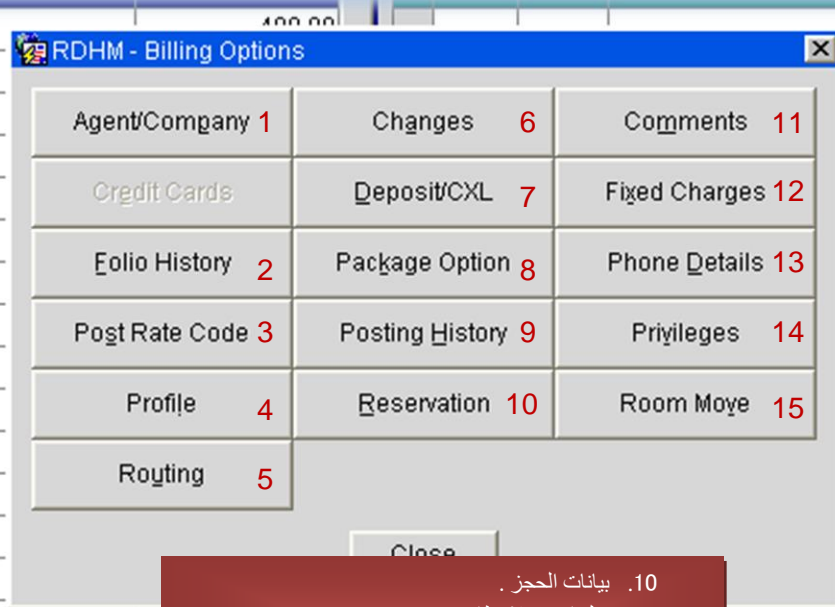 400.00
RDHM - Billing Options
Agent/Company 1 Changes 6 Comments 11
Credit Cards Deposit/CXL 7 Fixed Charges 12
Folio History 2 Package Option 8 Phone Details 13
Post Rate Code 3 Posting History 9 Privileges 14
Profile 4 Reservation 10 Room Move 15
Routing 5
Close
10. بيانات الحجز .